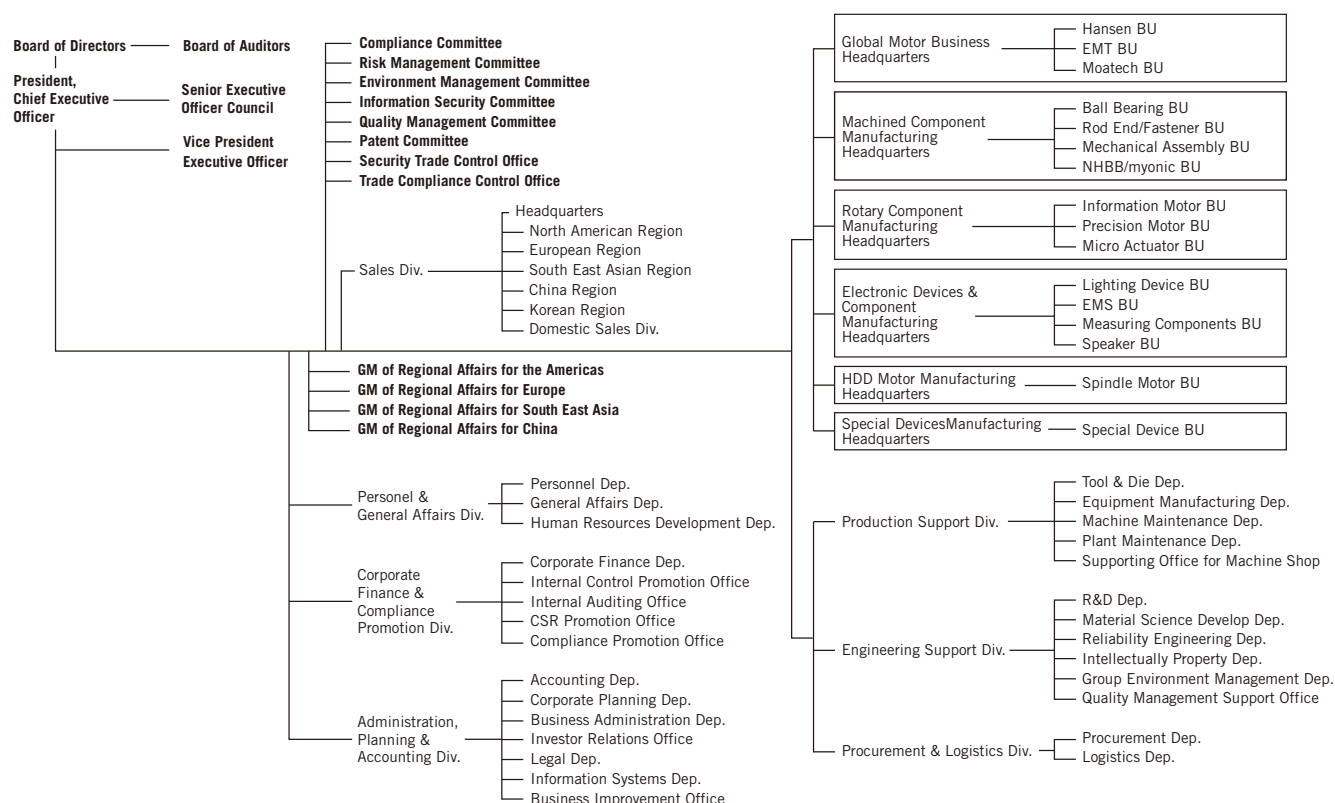 Board of Directors
Board of Auditors
President,
Chief Executive
Officer
Senior Executive
Officer Council
Vice President
Executive Officer
Compliance Committee
Risk Management Committee
Environment Management Committee
Information Security Committee
Quality Management Committee
Patent Committee
Security Trade Control Office
Trade Compliance Control Office
Sales Div.
Headquarters
North American Region
European Region
South East Asian Region
China Region
Korean Region
Domestic Sales Div.
GM of Regional Affairs for the Americas
GM of Regional Affairs for Europe
GM of Regional Affairs for South East Asia
GM of Regional Affairs for China
Personel &
General Affairs Div.
Personnel Dep.
General Affairs Dep.
Human Resources Development Dep.
Corporate
Finance &
Compliance
Promotion Div.
Corporate Finance Dep.
Internal Control Promotion Office
Internal Auditing Office
CSR Promotion Office
Compliance Promotion Office
Administration,
Planning &
Accounting Div.
Accounting Dep.
Corporate Planning Dep.
Business Administration Dep.
Investor Relations Office
Legal Dep.
Information Systems Dep.
Business Improvement Office
Global Motor Business
Headquarters
Hansen BU
EMT BU
Moatech BU
Machined Component
Manufacturing
Headquarters
Ball Bearing BU
Rod End/Fastener BU
Mechanical Assembly BU
NHBB/myonic BU
Rotary Component
Manufacturing
Headquarters
Information Motor BU
Precision Motor BU
Micro Actuator BU
Electronic Devices &
Component
Manufacturing
Headquarters
Lighting Device BU
EMS BU
Measuring Components BU
Speaker BU
HDD Motor Manufacturing
Headquarters
Spindle Motor BU
Special DevicesManufacturing
Headquarters
Special Device BU
Production Support Div.
Tool & Die Dep.
Equipment Manufacturing Dep.
Machine Maintenance Dep.
Plant Maintenance Dep.
Supporting Office for Machine Shop
Engineering Support Div.
R&D Dep.
Material Science Develop Dep.
Reliability Engineering Dep.
Intellectually Property Dep.
Group Environment Management Dep.
Quality Management Support Office
Procurement & Logistics Div.
Procurement Dep.
Logistics Dep.